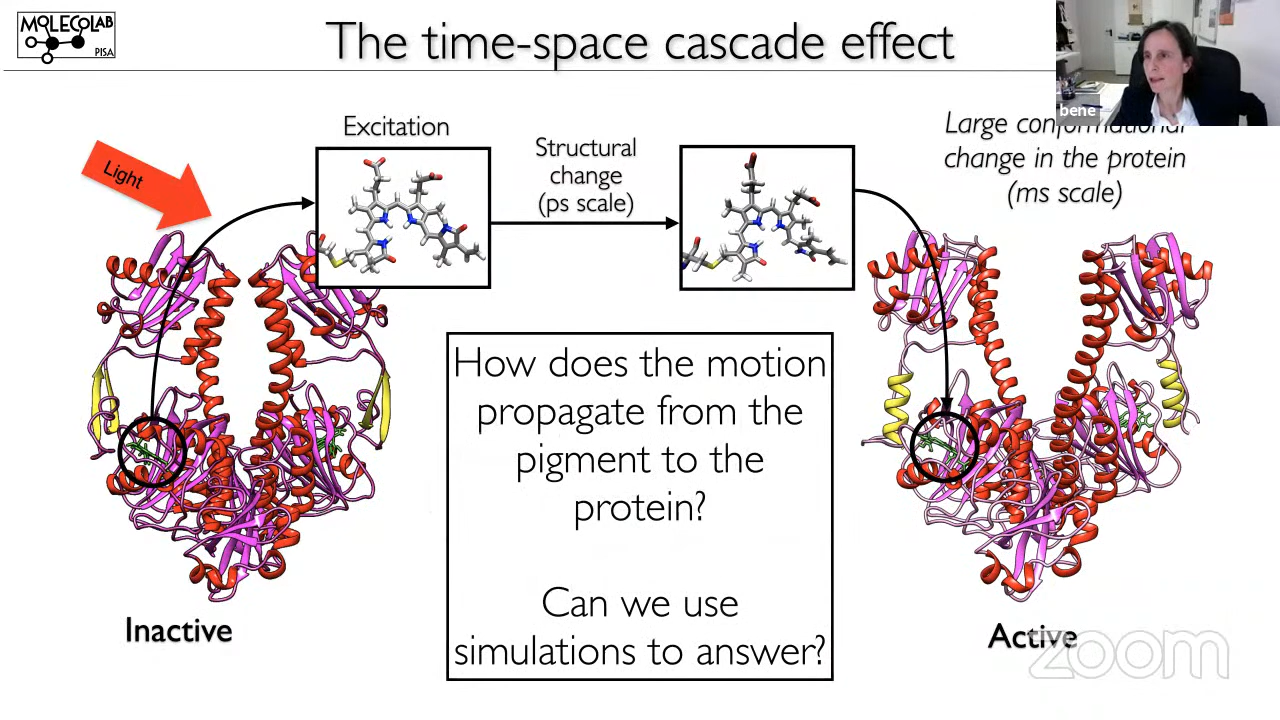 MOLECOLAB
PISA
The time-space cascade effect
bene
Light
Excitation
Structural
change
(ps scale)
Large conformational
change in the protein
(ms scale)
How does the motion
propagate from the
pigment to the
protein?
Can we use
simulations to answer?
Inactive
Active
zoom